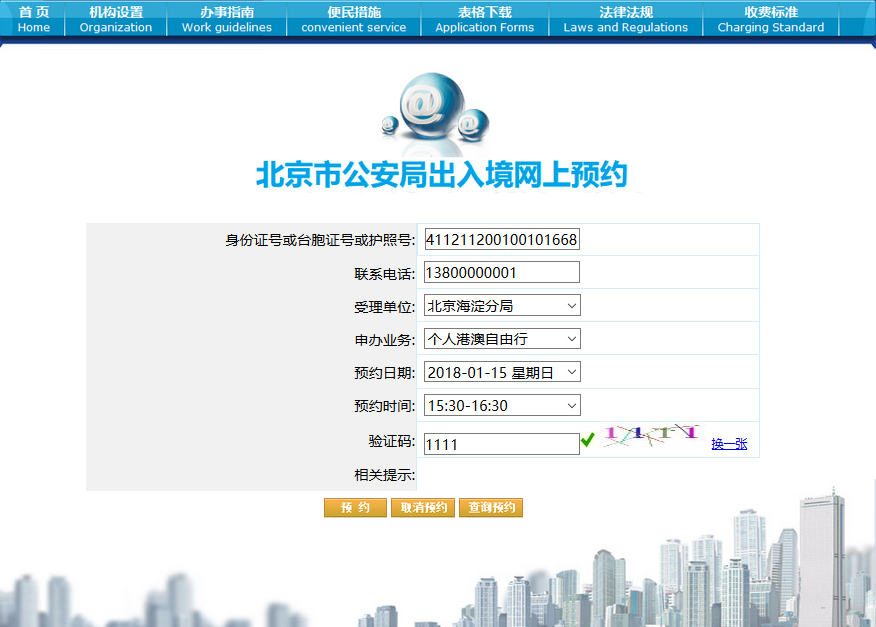 首 页 机构设置 办事指南 便民措施 表格下载 法律法规 收费标准
Home Organization Work guidelines convenient service Application Forms Laws and Regulations Charging Standard
北京市公安局出入境网上预约
身份证号或台胞证号或护照号: 411211200100101668
联系电话: 13800000001
受理单位: 北京海淀分局
申办业务: 个人港澳自由行
预约日期: 2018-01-15 星期日
预约时间: 15:30-16:30
验证码: 1111 1111 换一张
相关提示:
预 约 取消预约 查询预约